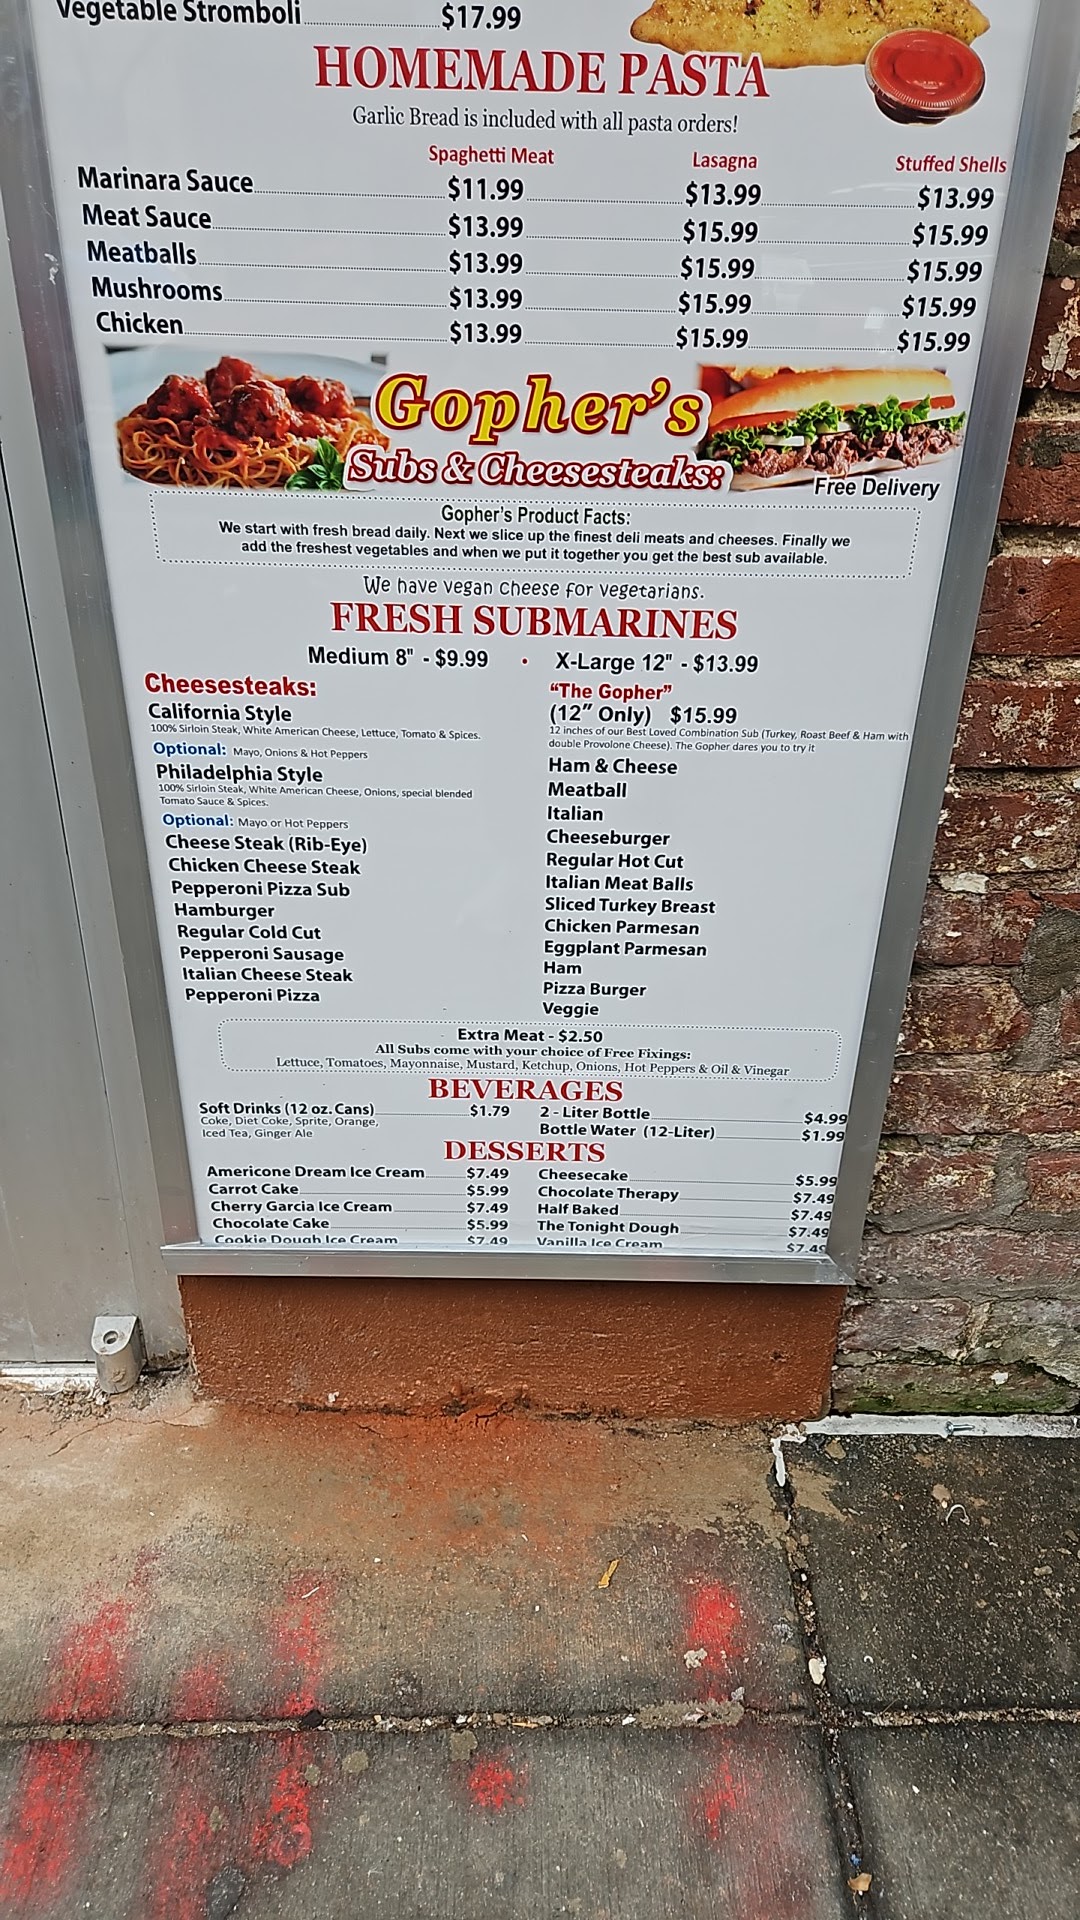 Vegetable Stromboli $17.99
HOMEMADE PASTA
Garlic Bread is included with all pasta orders!
Spaghetti Meat Lasagna Stuffed Shells
Marinara Sauce $11.99 $13.99 $13.99
Meat Sauce $13.99 $15.99 $15.99
Meatballs $13.99 $15.99 $15.99
Mushrooms $13.99 $15.99 $15.99
Chicken $13.99 $15.99 $15.99
Gopher's
Subs & Cheesesteaks:
Free Delivery
Gopher's Product Facts:
We start with fresh bread daily. Next we slice up the finest deli meats and cheeses. Finally we
add the freshest vegetables and when we put it together you get the best sub available.
We have vegan cheese for vegetarians.
FRESH SUBMARINES
Medium 8" - $9.99 • X-Large 12" - $13.99
Cheesesteaks:
California Style
100% Sirloin Steak, White American Cheese, Lettuce, Tomato & Spices.
Optional: Mayo, Onions & Hot Peppers
Philadelphia Style
100% Sirloin Steak, White American Cheese, Onions, special blended
Tomato Sauce & Spices.
Optional: Mayo or Hot Peppers
Cheese Steak (Rib-Eye)
Chicken Cheese Steak
Pepperoni Pizza Sub
Hamburger
Regular Cold Cut
Pepperoni Sausage
Italian Cheese Steak
Pepperoni Pizza
"The Gopher"
(12" Only) $15.99
12 inches of our Best Loved Combination Sub (Turkey, Roast Beef & Ham with
double Provolone Cheese). The Gopher dares you to try it
Ham & Cheese
Meatball
Italian
Cheeseburger
Regular Hot Cut
Italian Meat Balls
Sliced Turkey Breast
Chicken Parmesan
Eggplant Parmesan
Ham
Pizza Burger
Veggie
Extra Meat - $2.50
All Subs come with your choice of Free Fixings:
Lettuce, Tomatoes, Mayonnaise, Mustard, Ketchup, Onions, Hot Peppers & Oil & Vinegar
BEVERAGES
Soft Drinks (12 oz. Cans) $1.79
Coke, Diet Coke, Sprite, Orange,
Iced Tea, Ginger Ale
2 - Liter Bottle $4.99
Bottle Water (12-Liter) $1.99
DESSERTS
Americone Dream Ice Cream $7.49
Carrot Cake $5.99
Cherry Garcia Ice Cream $7.49
Chocolate Cake $5.99
Cookie Dough Ice Cream $7.49
Cheesecake $5.99
Chocolate Therapy $7.49
Half Baked $7.49
The Tonight Dough $7.49
Vanilla Ice Cream $7.49